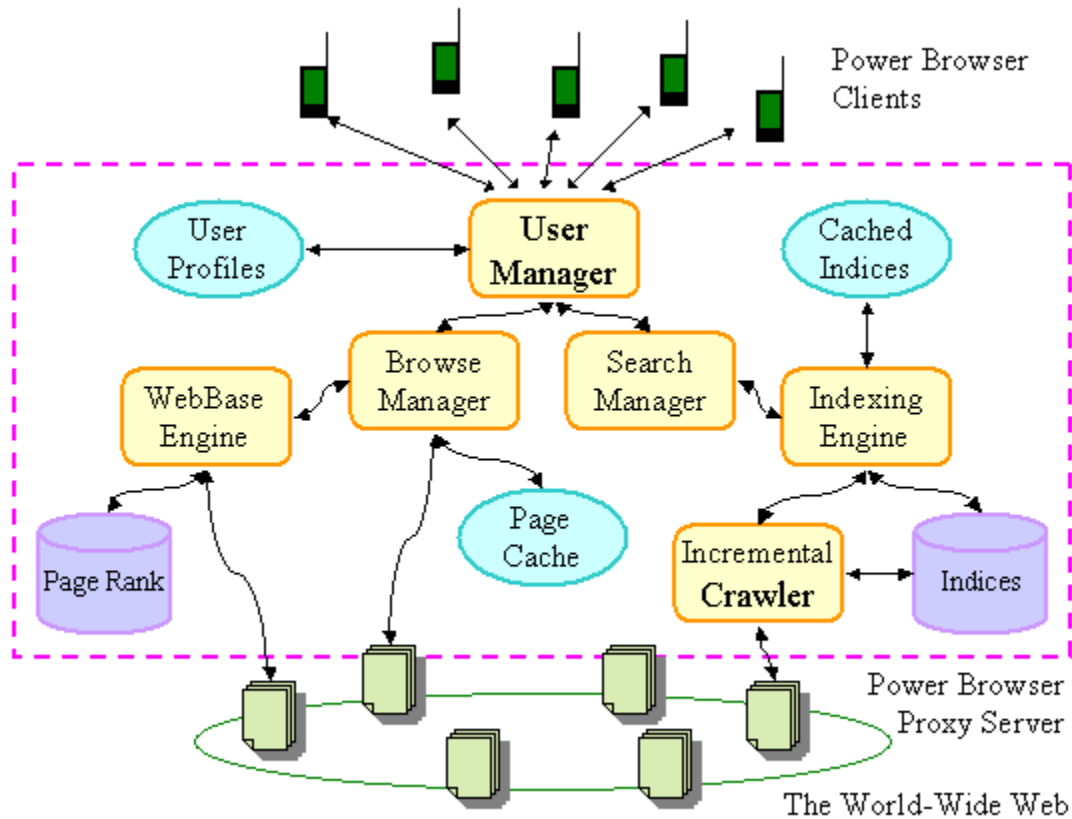 Power Browser
Clients
User
Profiles
User
Manager
Cached
Indices
WebBase
Engine
Browse
Manager
Search
Manager
Indexing
Engine
Page Rank
Page
Cache
Incremental
Crawler
Indices
Power Browser
Proxy Server
The World-Wide Web